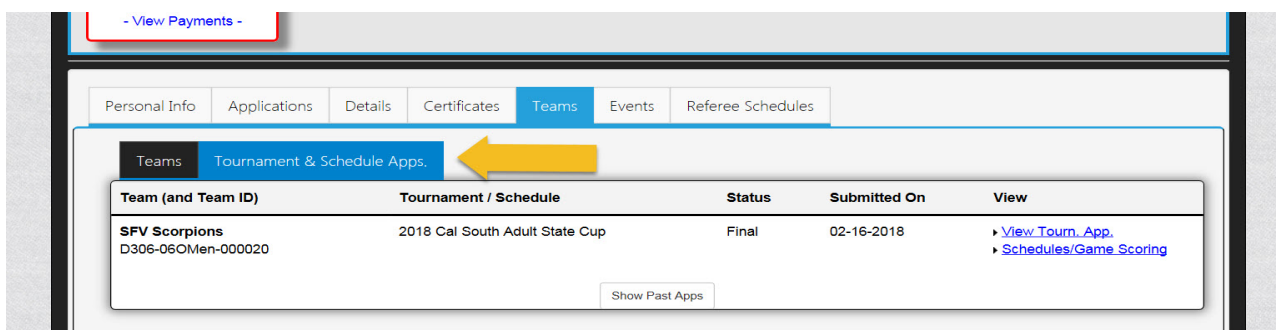 - View Payments -
Personal Info Applications Details Certificates Teams Events Referee Schedules
Teams Tournament & Schedule Apps.
Team (and Team ID) Tournament / Schedule Status Submitted On View
SFV Scorpions 2018 Cal South Adult State Cup Final 02-16-2018 View Tourn. App.
D306-06OMen-000020 Schedules/Game Scoring
Show Past Apps